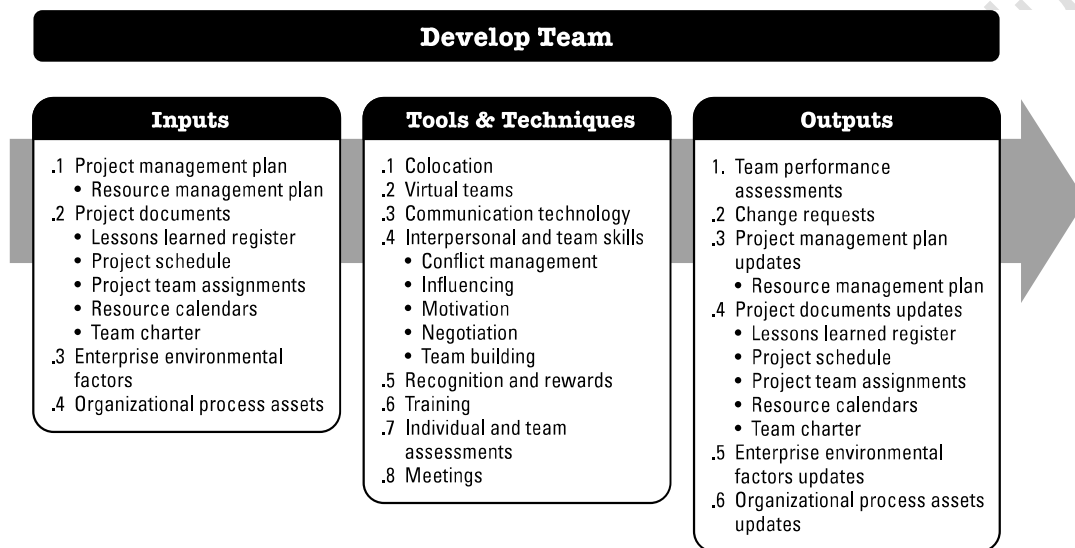 Develop Team
Inputs
.1 Project management plan
• Resource management plan
.2 Project documents
• Lessons learned register
• Project schedule
• Project team assignments
• Resource calendars
• Team charter
.3 Enterprise environmental
factors
.4 Organizational process assets
Tools & Techniques
.1 Colocation
.2 Virtual teams
.3 Communication technology
.4 Interpersonal and team skills
• Conflict management
• Influencing
• Motivation
• Negotiation
• Team building
.5 Recognition and rewards
.6 Training
.7 Individual and team
assessments
.8 Meetings
Outputs
1. Team performance
assessments
.2 Change requests
.3 Project management plan
updates
• Resource management plan
.4 Project documents updates
• Lessons learned register
• Project schedule
• Project team assignments
• Resource calendars
• Team charter
.5 Enterprise environmental
factors updates
.6 Organizational process assets
updates